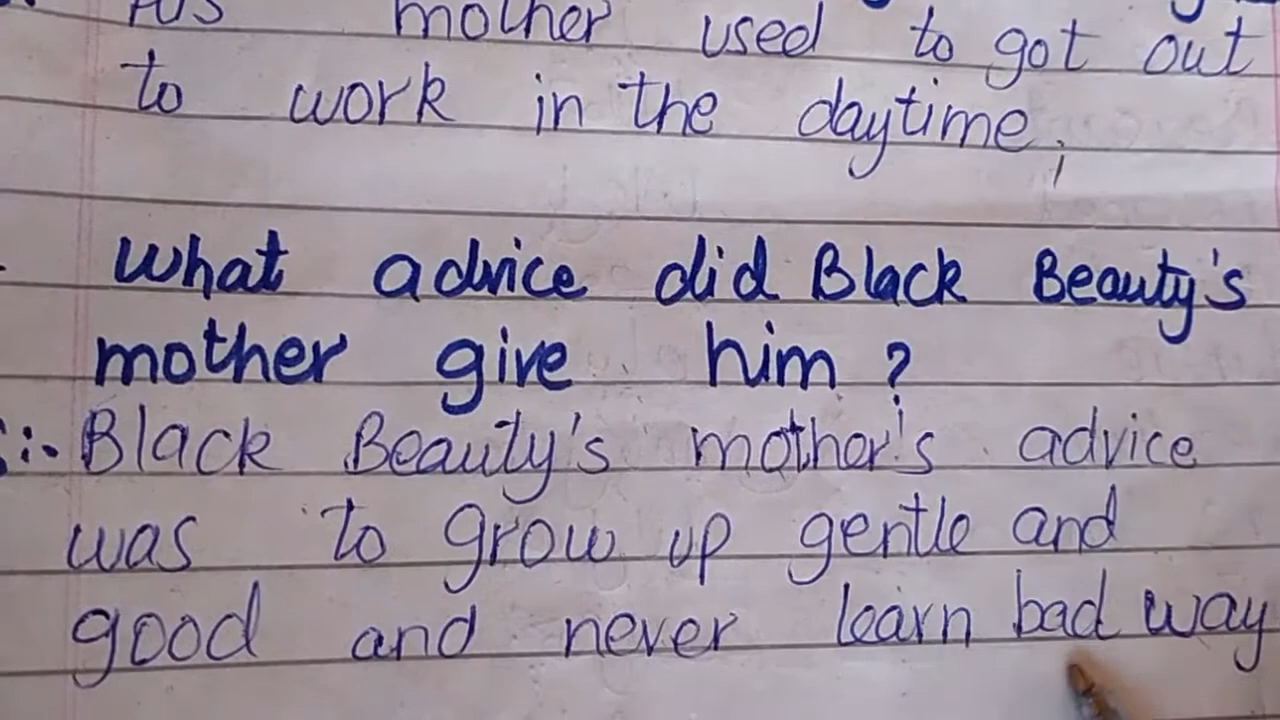 mother used to got out
to work in the daytime,
What advice did Black Beauty's
mother give him ?
:- Black Beauty's mother's advice
was to grow up gentle and
good and never learn bad way